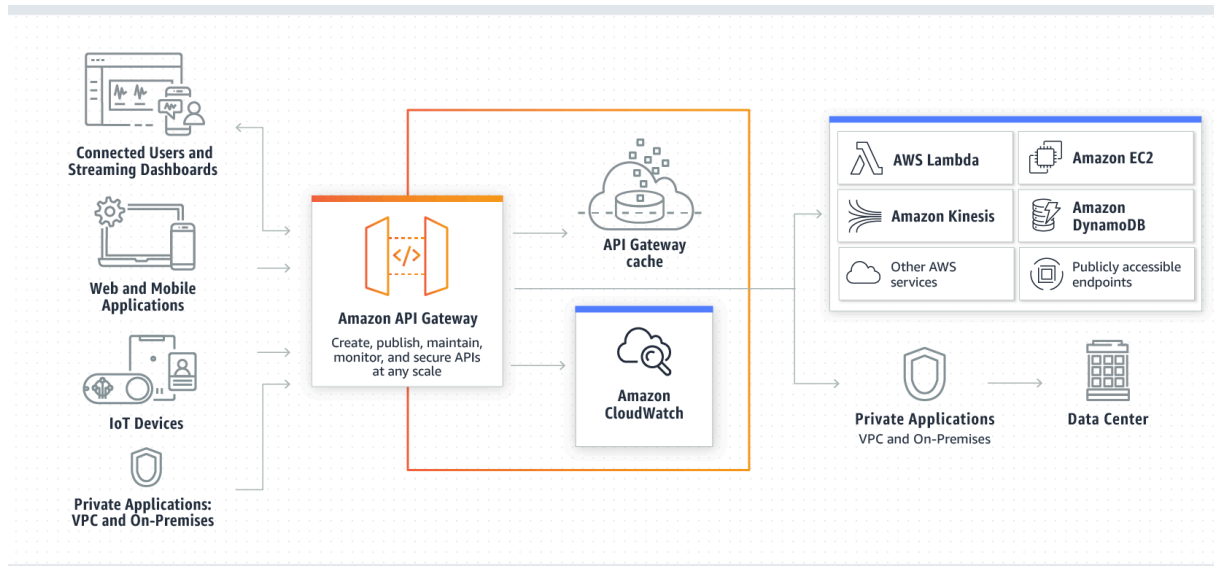 Connected Users and
Streaming Dashboards
Web and Mobile
Applications
IoT Devices
Private Applications:
VPC and On-Premises
</>
Amazon API Gateway
Create, publish, maintain,
monitor, and secure APIs
at any scale
API Gateway
cache
Amazon
CloudWatch
AWS Lambda
Amazon EC2
Amazon Kinesis
Amazon
DynamoDB
Other AWS
services
Publicly accessible
endpoints
Private Applications
VPC and On-Premises
Data Center